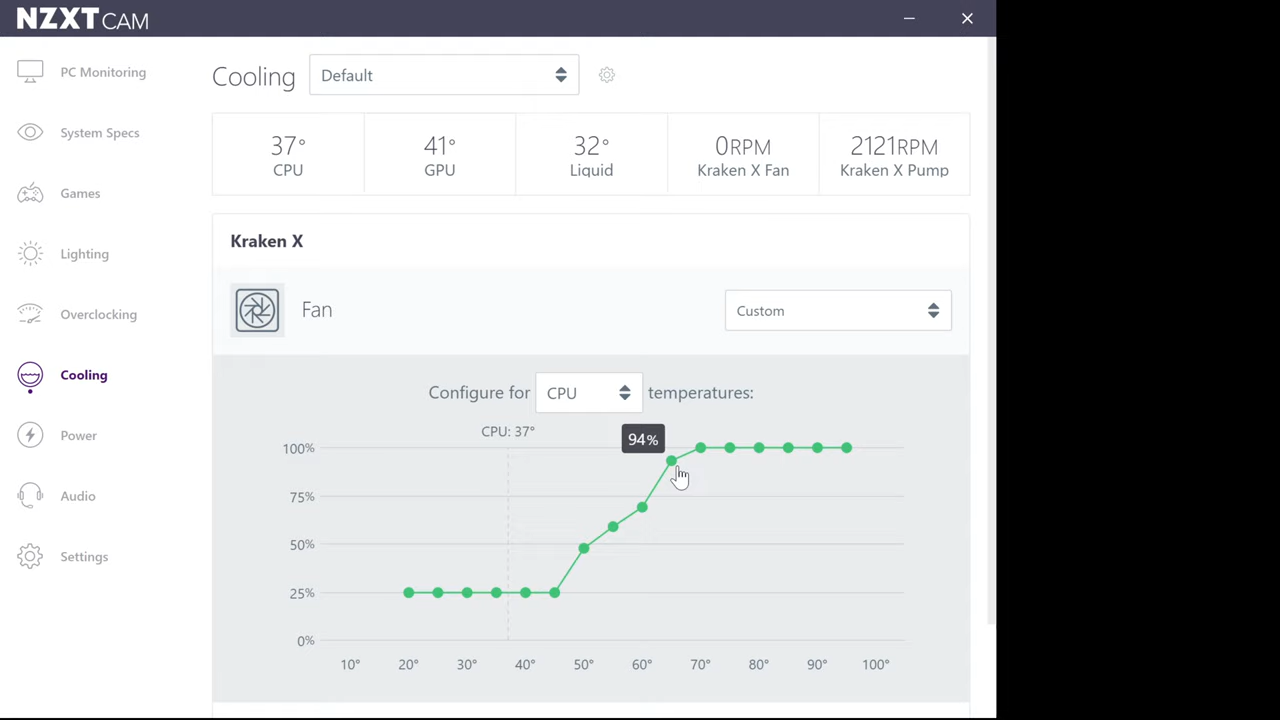 NZXT CAM
PC Monitoring
System Specs
Games
Lighting
Overclocking
Cooling
Power
Audio
Settings
Cooling Default
37° 41° 32° 0RPM 2121RPM
CPU GPU Liquid Kraken X Fan Kraken X Pump
Kraken X
Fan Custom
Configure for CPU temperatures:
CPU: 37°
94%
100%
75%
50%
25%
0%
10° 20° 30° 40° 50° 60° 70° 80° 90° 100°